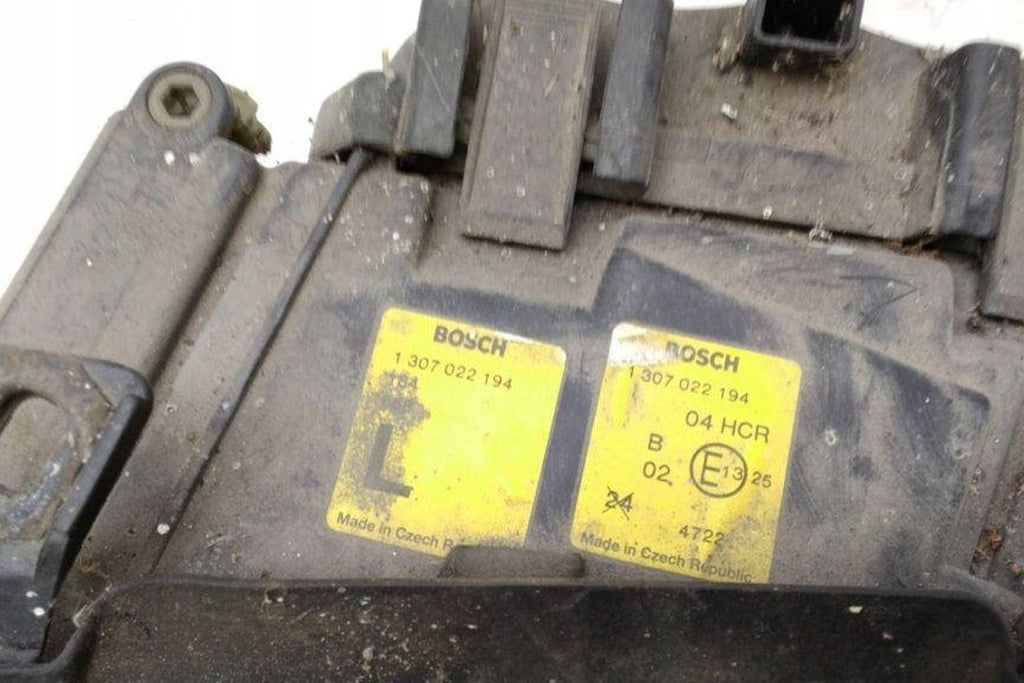 BOSCH
1 307 022 194
184
L
Made in Czech
BOSCH
1 307 022 194
04 HCR
B
02
E 13 25
24
4722
Made in Czech Republic